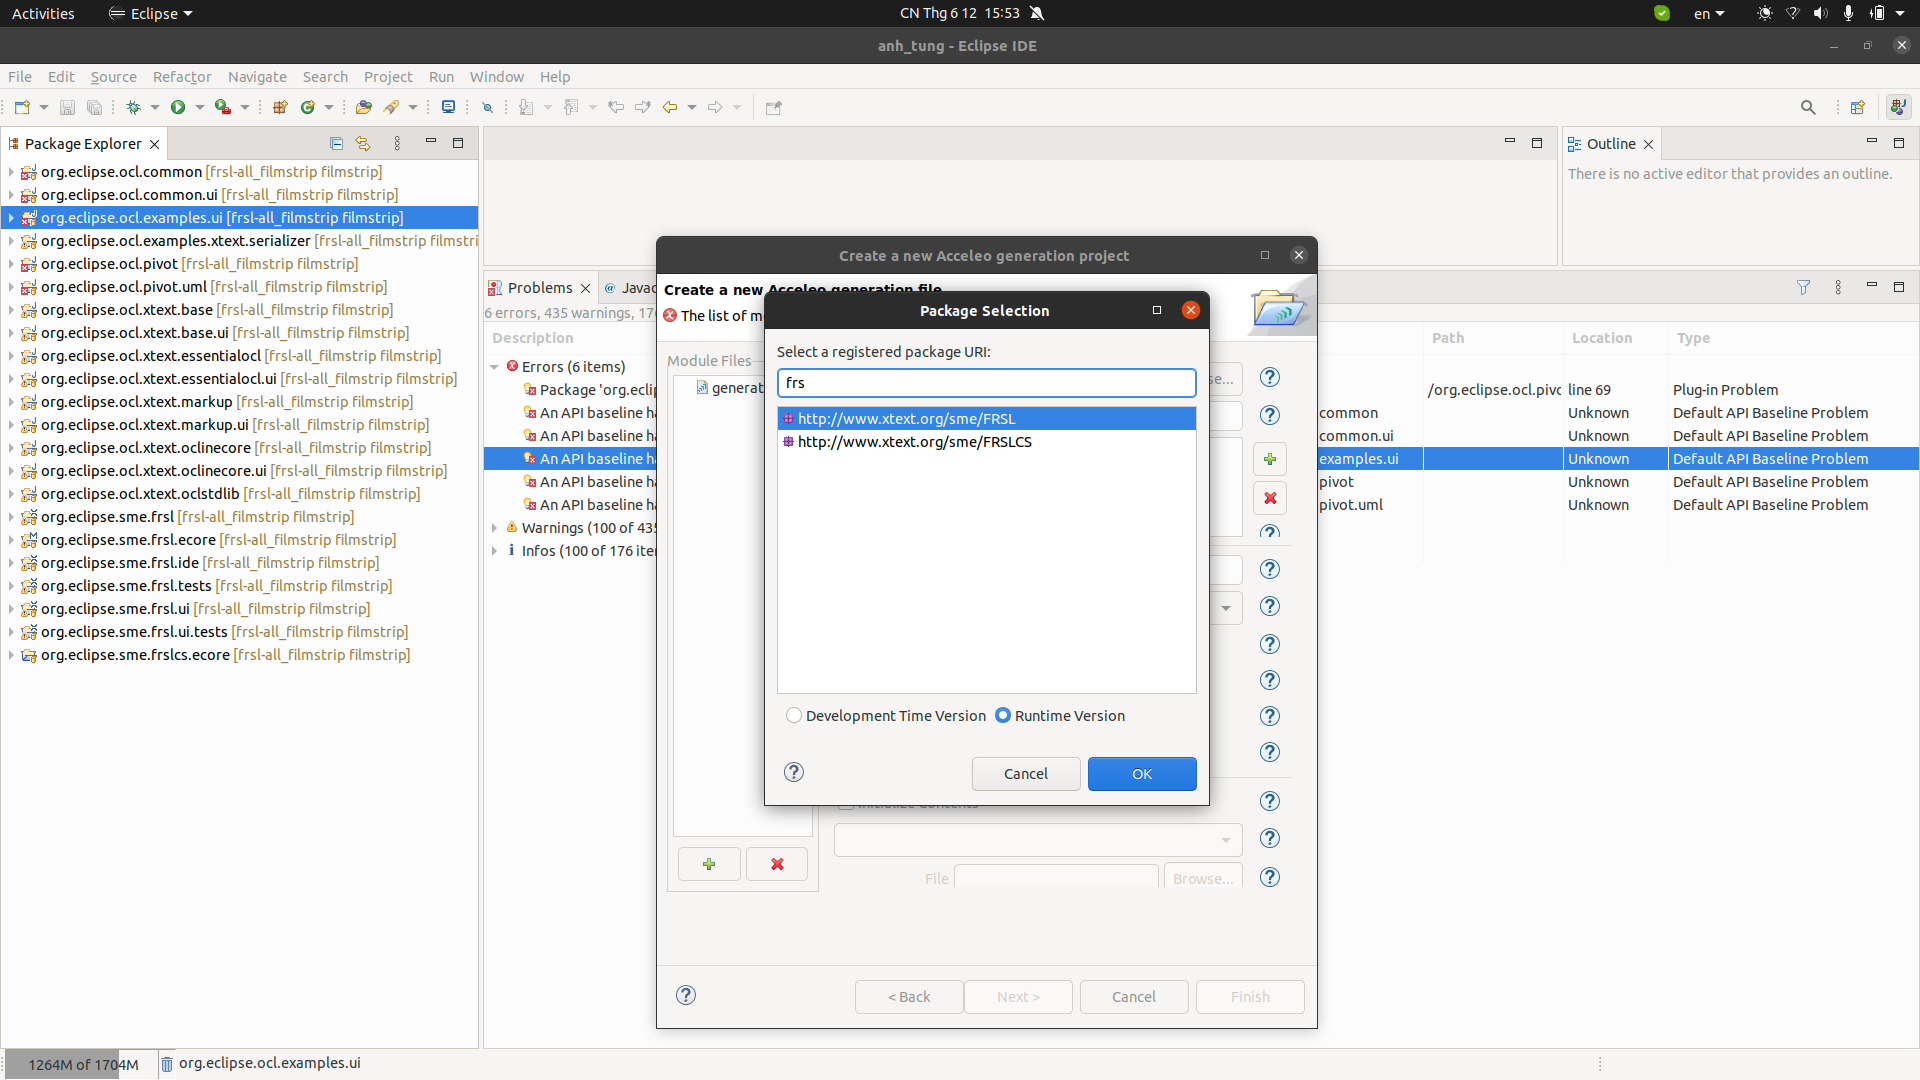 Activities
Eclipse
CN Thg 6 12 15:53
en
anh_tung - Eclipse IDE
File Edit Source Refactor Navigate Search Project Run Window Help
Package Explorer
org.eclipse.ocl.common [frsl-all_filmstrip filmstrip]
org.eclipse.ocl.common.ui [frsl-all_filmstrip filmstrip]
org.eclipse.ocl.examples.ui [frsl-all_filmstrip filmstrip]
org.eclipse.ocl.examples.xtext.serializer [frsl-all_filmstrip filmstri
org.eclipse.ocl.pivot [frsl-all_filmstrip filmstrip]
org.eclipse.ocl.pivot.uml [frsl-all_filmstrip filmstrip]
org.eclipse.ocl.xtext.base [frsl-all_filmstrip filmstrip]
org.eclipse.ocl.xtext.base.ui [frsl-all_filmstrip filmstrip]
org.eclipse.ocl.xtext.essentialocl [frsl-all_filmstrip filmstrip]
org.eclipse.ocl.xtext.essentialocl.ui [frsl-all_filmstrip filmstrip]
org.eclipse.ocl.xtext.markup [frsl-all_filmstrip filmstrip]
org.eclipse.ocl.xtext.markup.ui [frsl-all_filmstrip filmstrip]
org.eclipse.ocl.xtext.oclinecore [frsl-all_filmstrip filmstrip]
org.eclipse.ocl.xtext.oclinecore.ui [frsl-all_filmstrip filmstrip]
org.eclipse.ocl.xtext.oclstdlib [frsl-all_filmstrip filmstrip]
org.eclipse.sme.frsl [frsl-all_filmstrip filmstrip]
org.eclipse.sme.frsl.ecore [frsl-all_filmstrip filmstrip]
org.eclipse.sme.frsl.ide [frsl-all_filmstrip filmstrip]
org.eclipse.sme.frsl.tests [frsl-all_filmstrip filmstrip]
org.eclipse.sme.frsl.ui [frsl-all_filmstrip filmstrip]
org.eclipse.sme.frsl.ui.tests [frsl-all_filmstrip filmstrip]
org.eclipse.sme.frslcs.ecore [frsl-all_filmstrip filmstrip]
Outline
There is no active editor that provides an outline.
Problems
Javac
6 errors, 435 warnings, 17
Description
Path Location Type
Errors (6 items)
Package 'org.eclip
/org.eclipse.ocl.pivo line 69 Plug-in Problem
An API baseline ha
common Unknown Default API Baseline Problem
An API baseline ha
common.ui Unknown Default API Baseline Problem
An API baseline ha
examples.ui Unknown Default API Baseline Problem
An API baseline ha
pivot Unknown Default API Baseline Problem
An API baseline ha
pivot.uml Unknown Default API Baseline Problem
Warnings (100 of 435
Infos (100 of 176 iter
Create a new Acceleo generation project
Create a new Acceleo generation file
The list of m
Module Files
generat
se...
Package Selection
Select a registered package URI:
frs
http://www.xtext.org/sme/FRSL
http://www.xtext.org/sme/FRSLCS
Development Time Version
Runtime Version
Cancel
OK
Initialize Contents
File
Browse...
< Back
Next >
Cancel
Finish
1264M of 1704M
org.eclipse.ocl.examples.ui